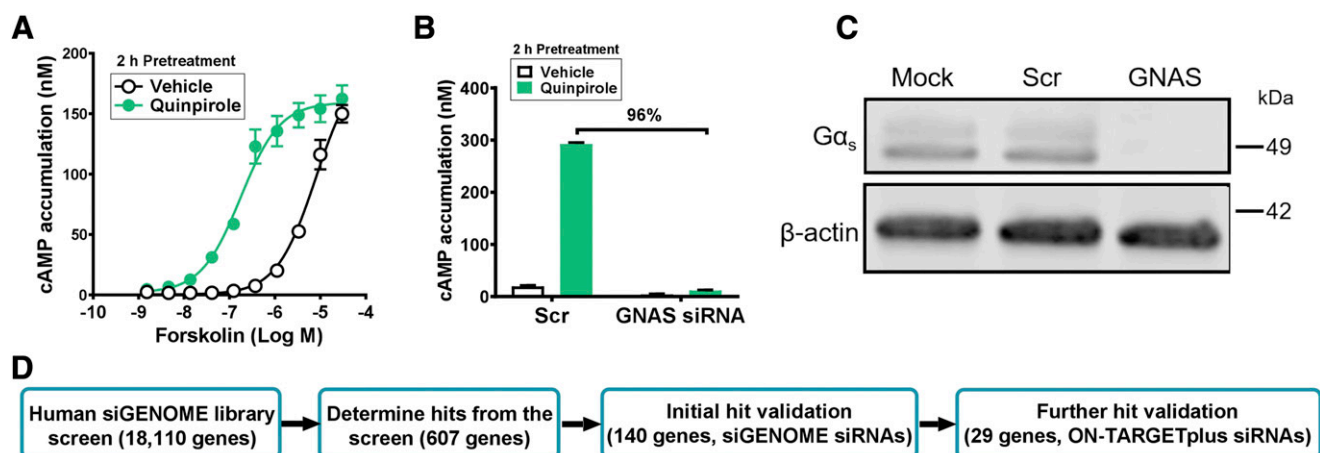 A
2 h Pretreatment
Vehicle
Quinpirole
cAMP accumulation (nM)
200
150
100
50
0
-10 -9 -8 -7 -6 -5 -4
Forskolin (Log M)
B
2 h Pretreatment
Vehicle
Quinpirole
cAMP accumulation (nM)
400
300
200
100
0
96%
Scr GNAS siRNA
C
Mock Scr GNAS
kDa
Gαs
49
42
β-actin
D
Human siGENOME library
screen (18,110 genes)
Determine hits from the
screen (607 genes)
Initial hit validation
(140 genes, siGENOME siRNAs)
Further hit validation
(29 genes, ON-TARGETplus siRNAs)